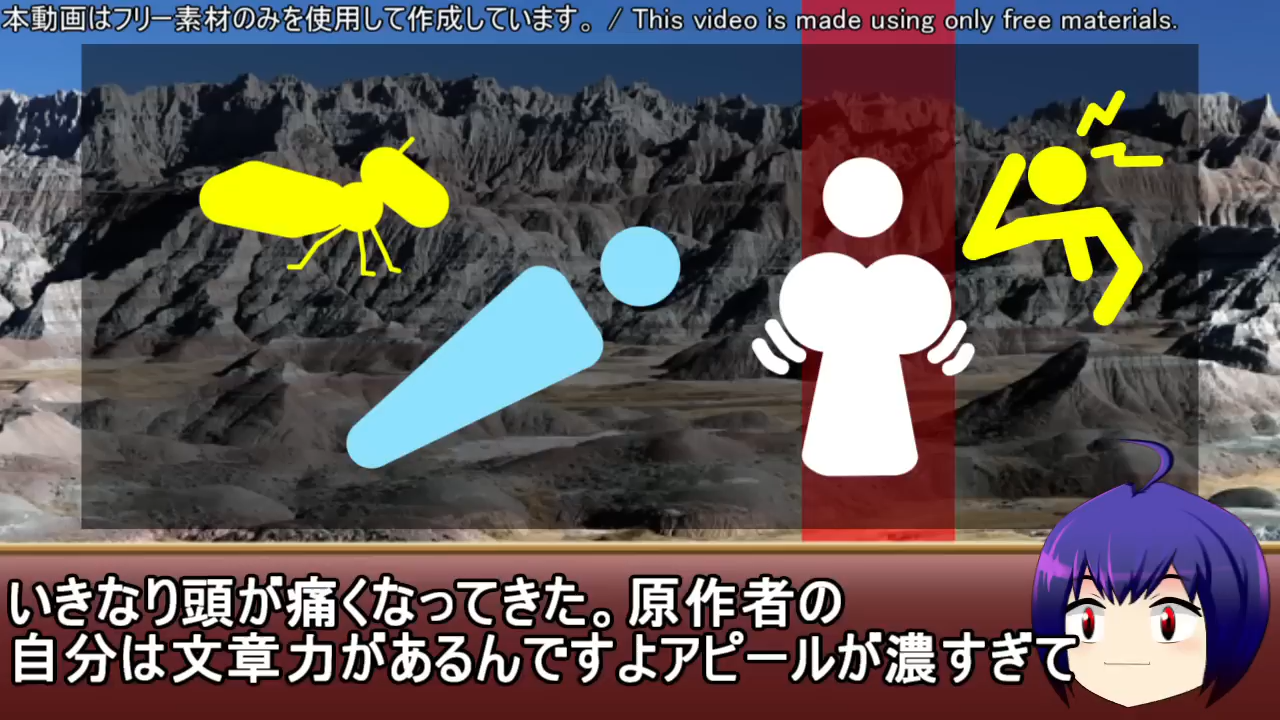 本動画はフリー素材のみを使用して作成しています。 / This video is made using only free materials.
いきなり頭が痛くなってきた。原作者の
自分は文章力があるんですよアピールが濃すぎて